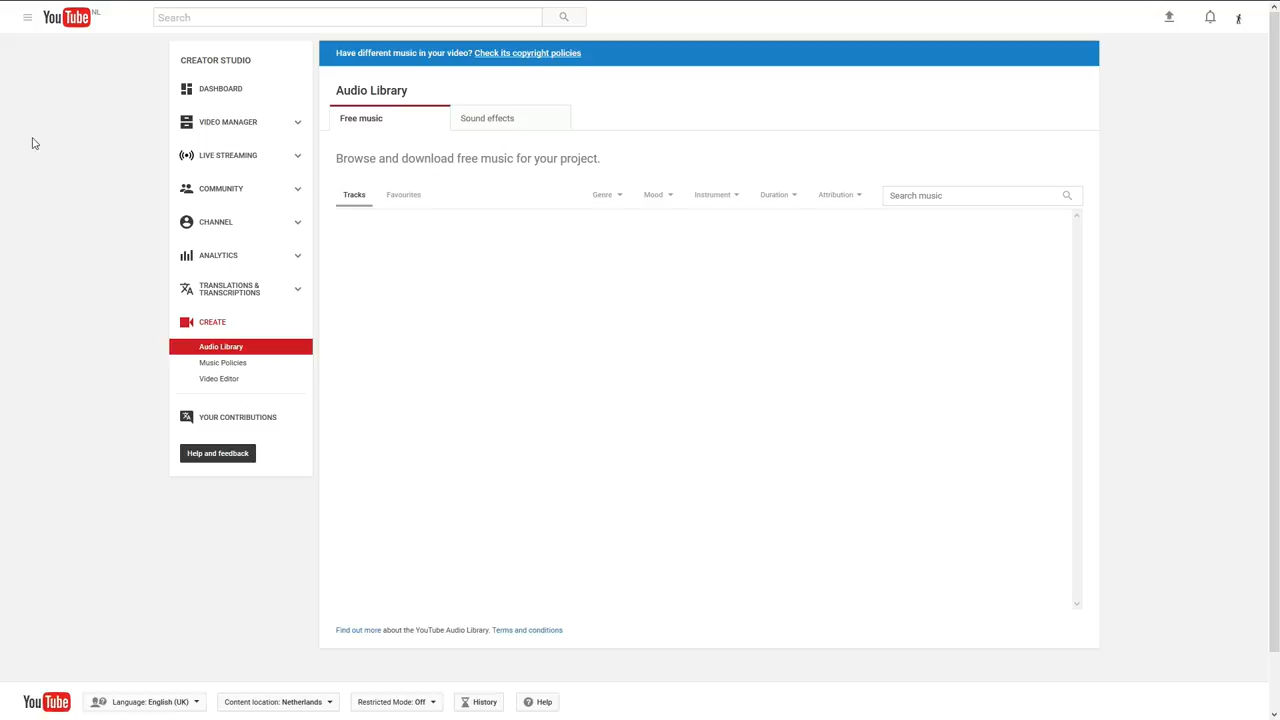 YouTube NL
Search
CREATOR STUDIO
DASHBOARD
VIDEO MANAGER
LIVE STREAMING
COMMUNITY
CHANNEL
ANALYTICS
TRANSLATIONS &
TRANSCRIPTIONS
CREATE
Audio Library
Music Policies
Video Editor
YOUR CONTRIBUTIONS
Help and feedback
Have different music in your video? Check its copyright policies
Audio Library
Free music Sound effects
Browse and download free music for your project.
Tracks Favourites Genre Mood Instrument Duration Attribution Search music
Find out more about the YouTube Audio Library. Terms and conditions
YouTube Language: English (UK) Content location: Netherlands Restricted Mode: Off History Help